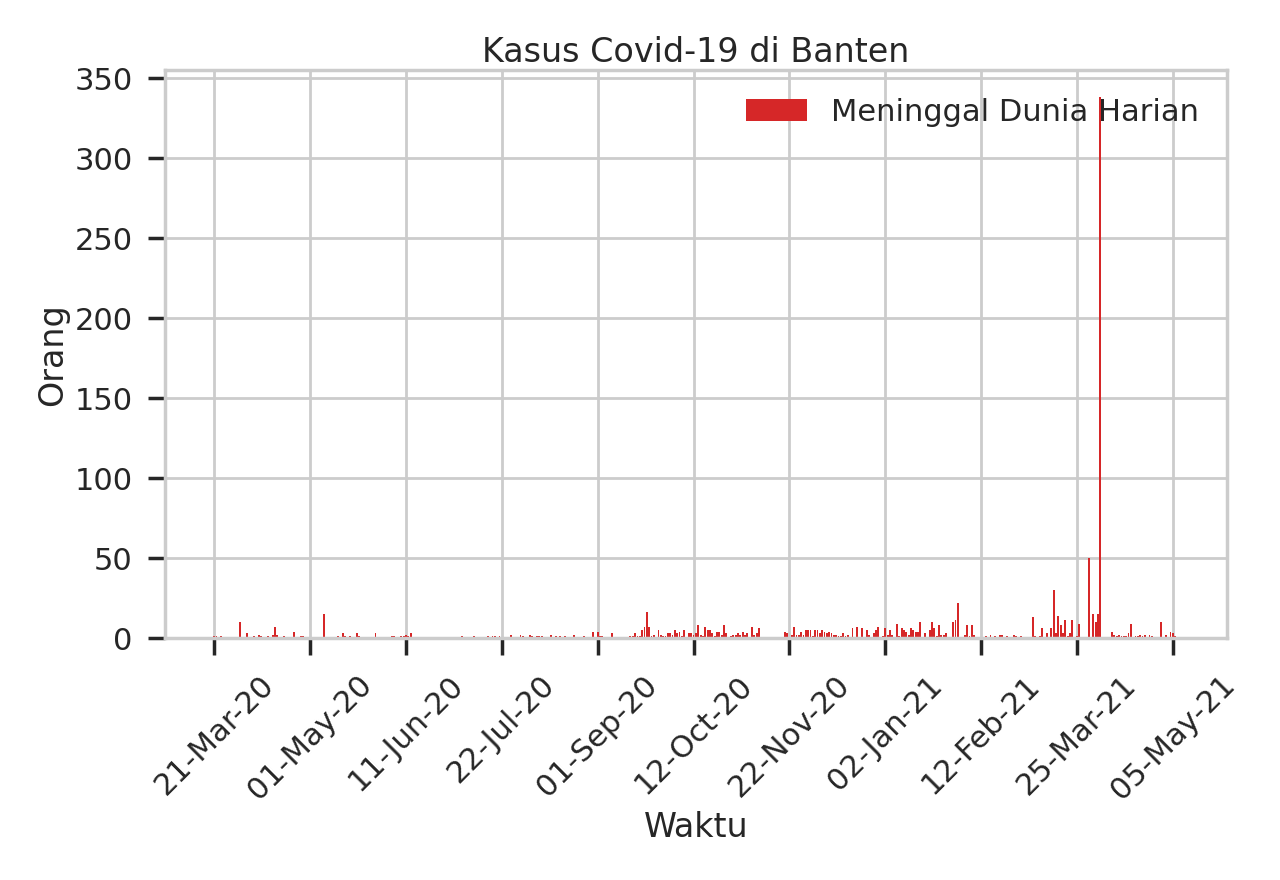 Kasus Covid-19 di Banten
Meninggal Dunia Harian
Orang
350
300
250
200
150
100
50
0
21-Mar-20
01-May-20
11-Jun-20
22-Jul-20
01-Sep-20
12-Oct-20
22-Nov-20
02-Jan-21
12-Feb-21
25-Mar-21
05-May-21
Waktu